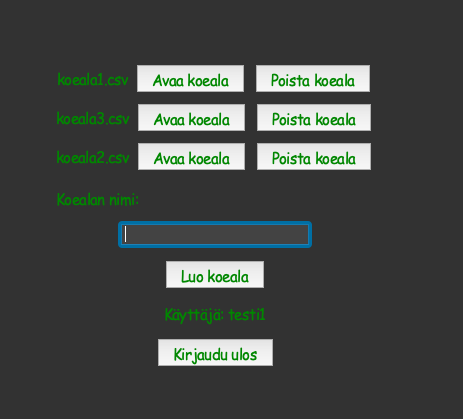 koeala1.csv Avaa koeala Poista koeala
koeala3.csv Avaa koeala Poista koeala
koeala2.csv Avaa koeala Poista koeala
Koealan nimi:
Luo koeala
Käyttäjä: testi1
Kirjaudu ulos